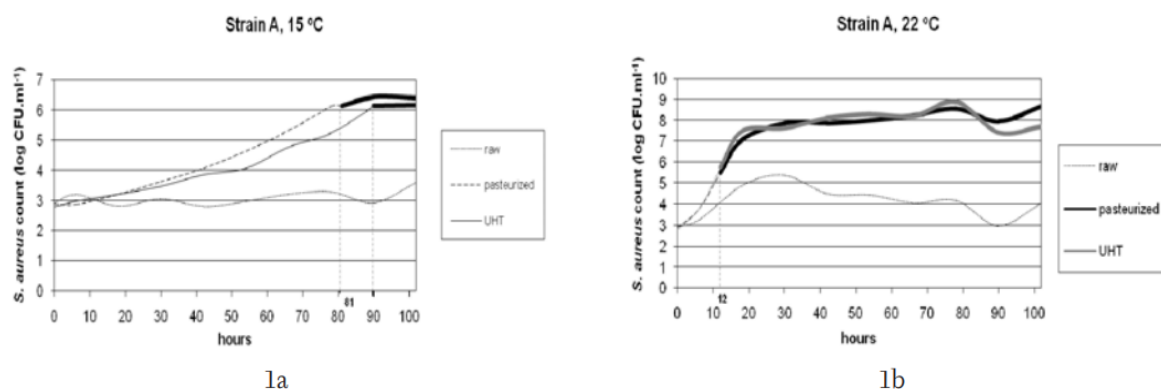 Strain A, 15 ºC
S. aureus count (log CFU.ml⁻¹)
7
6
5
4
3
2
1
0
0 10 20 30 40 50 60 70 80 90 100
81
hours
raw
pasteurized
UHT
1a
Strain A, 22 ºC
S. aureus count (log CFU.ml⁻¹)
10
9
8
7
6
5
4
3
2
1
0
0 10 20 30 40 50 60 70 80 90 100
12
hours
raw
pasteurized
UHT
1b